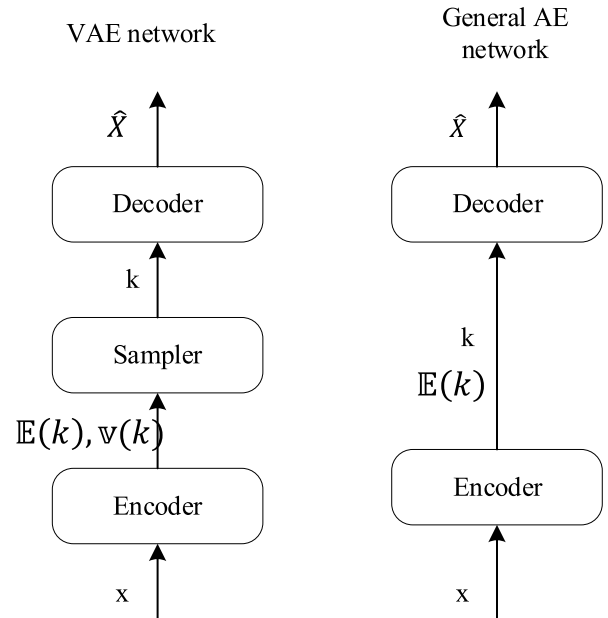 VAE network
X̂
Decoder
k
Sampler
𝔼(k), 𝕧(k)
Encoder
x
General AE
network
X̂
Decoder
k
𝔼(k)
Encoder
x